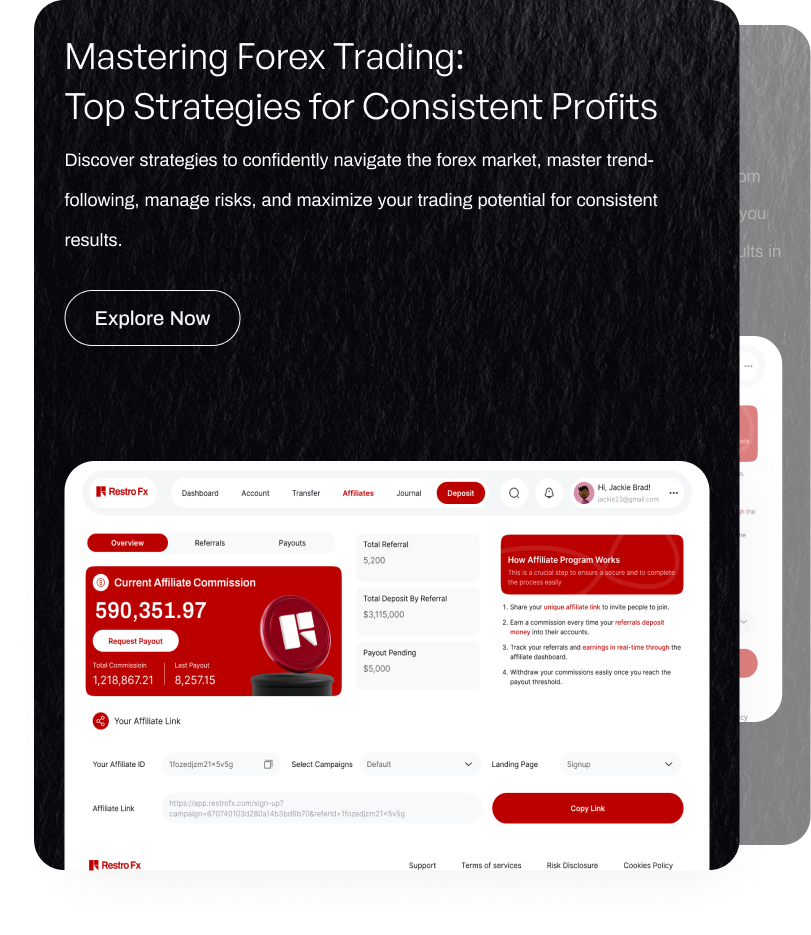 Mastering Forex Trading:
Top Strategies for Consistent Profits
Discover strategies to confidently navigate the forex market, master trend-
following, manage risks, and maximize your trading potential for consistent
results.
Explore Now
Restro Fx
Dashboard
Account
Transfer
Affiliates
Journal
Deposit
Hi, Jackie Brad!
jackie23@gmail.com
Overview
Referrals
Payouts
Current Affiliate Commission
590,351.97
Request Payout
Total Commissioin
1,218,867.21
Last Payout
8,257.15
Total Referral
5,200
Total Deposit By Referral
$3,115,000
Payout Pending
$5,000
How Affiliate Program Works
This is a crucial step to ensure a secure and to complete
the process easily
1. Share your unique affiliate link to invite people to join.
2. Earn a commission every time your referrals deposit
money into their accounts.
3. Track your referrals and earnings in real-time through the
affiliate dashboard.
4. Withdraw your commissions easily once you reach the
payout threshold.
Your Affiliate Link
Your Affiliate ID
1fozedjzm21x5v5g
Select Campaigns
Default
Landing Page
Signup
Affiliate Link
https://app.restrofx.com/sign-up?
campaign=670740103d280a14b3bd6b70&referId=1fozedjzm21x5v5g
Copy Link
Restro Fx
Support
Terms of services
Risk Disclosure
Cookies Policy
you
in
the